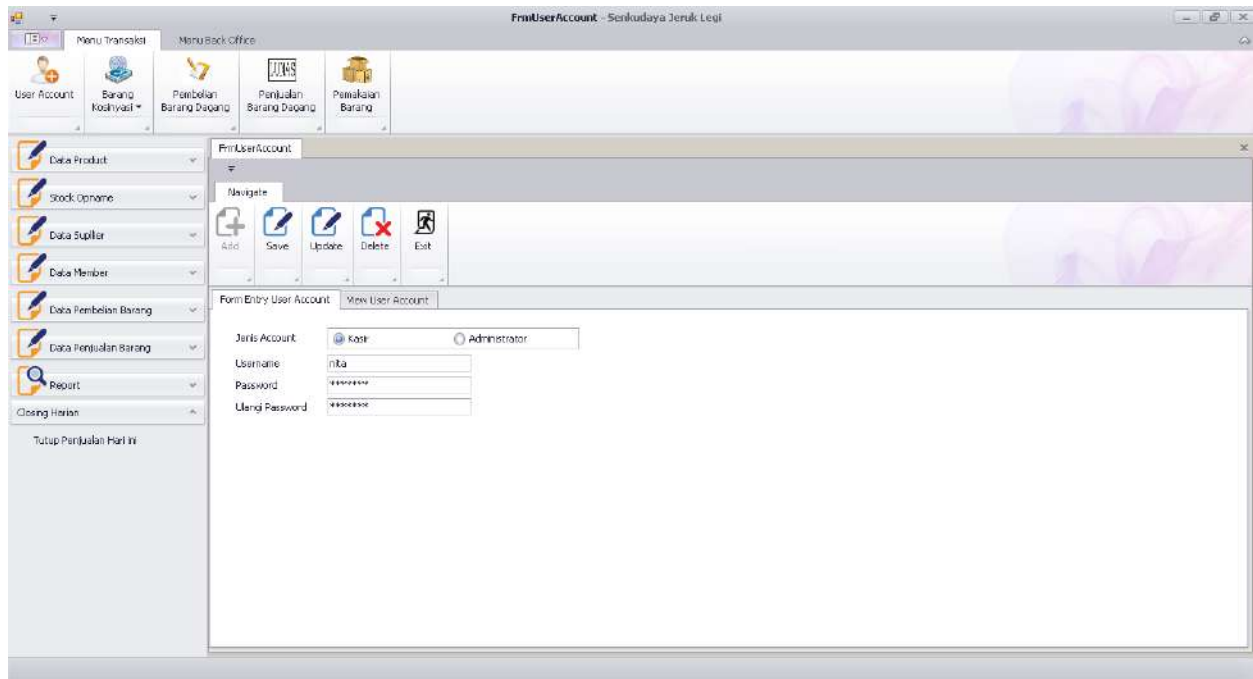 FrmUserAccount - Senkudaya Jeruk Legi
Menu Transaksi
Menu Back Office
User Account
Barang Kosinyasi
Pembelian Barang Dagang
LUNAS
Penjualan Barang Dagang
Pemakaian Barang
Data Product
Stock Opname
Data Suplier
Data Member
Data Pembelian Barang
Data Penjualan Barang
Report
Closing Harian
Tutup Penjualan Hari ini
FrmUserAccount
Navigate
Add
Save
Update
Delete
Exit
Form Entry User Account
View User Account
Jenis Account
Kasir
Administrator
Username
nita
Password
********
Ulangi Password
********